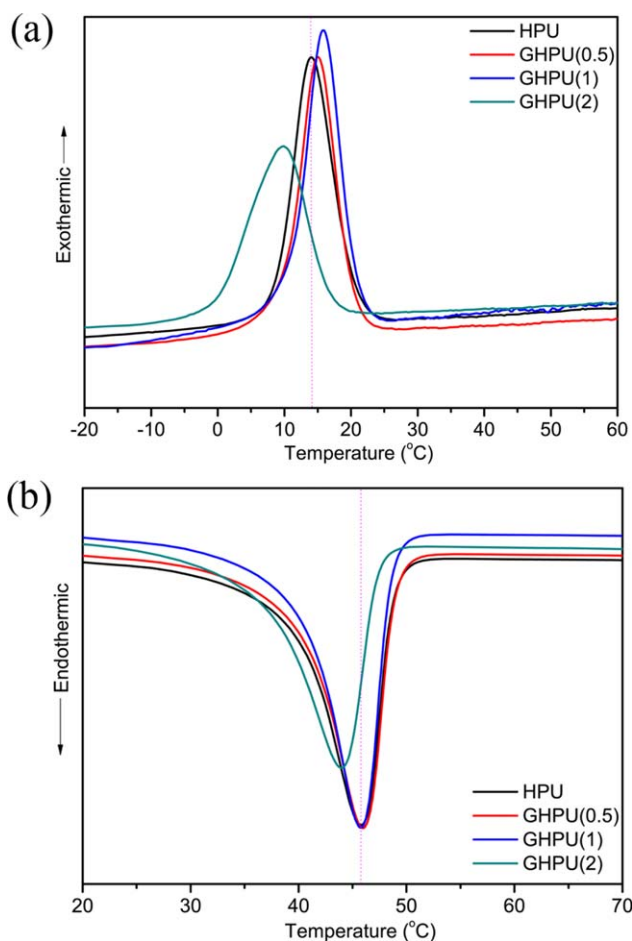 (a)
HPU
GHPU(0.5)
GHPU(1)
GHPU(2)
Exothermic
-20 -10 0 10 20 30 40 50 60
Temperature (°C)
(b)
Endothermic
HPU
GHPU(0.5)
GHPU(1)
GHPU(2)
20 30 40 50 60 70
Temperature (°C)